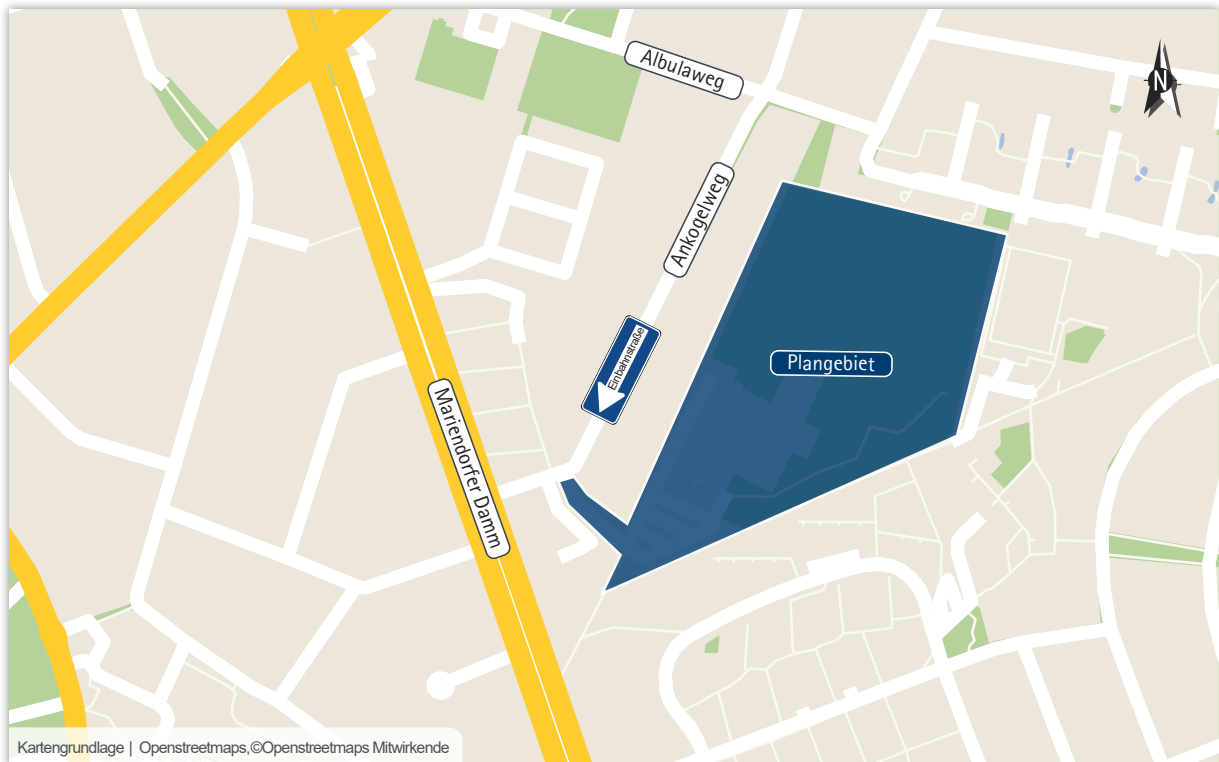 Albulaweg
N
Ankogelweg
Einbahnstraße
Plangebiet
Mariendorfer Damm
Kartengrundlage | Openstreetmaps,©Openstreetmaps Mitwirkende